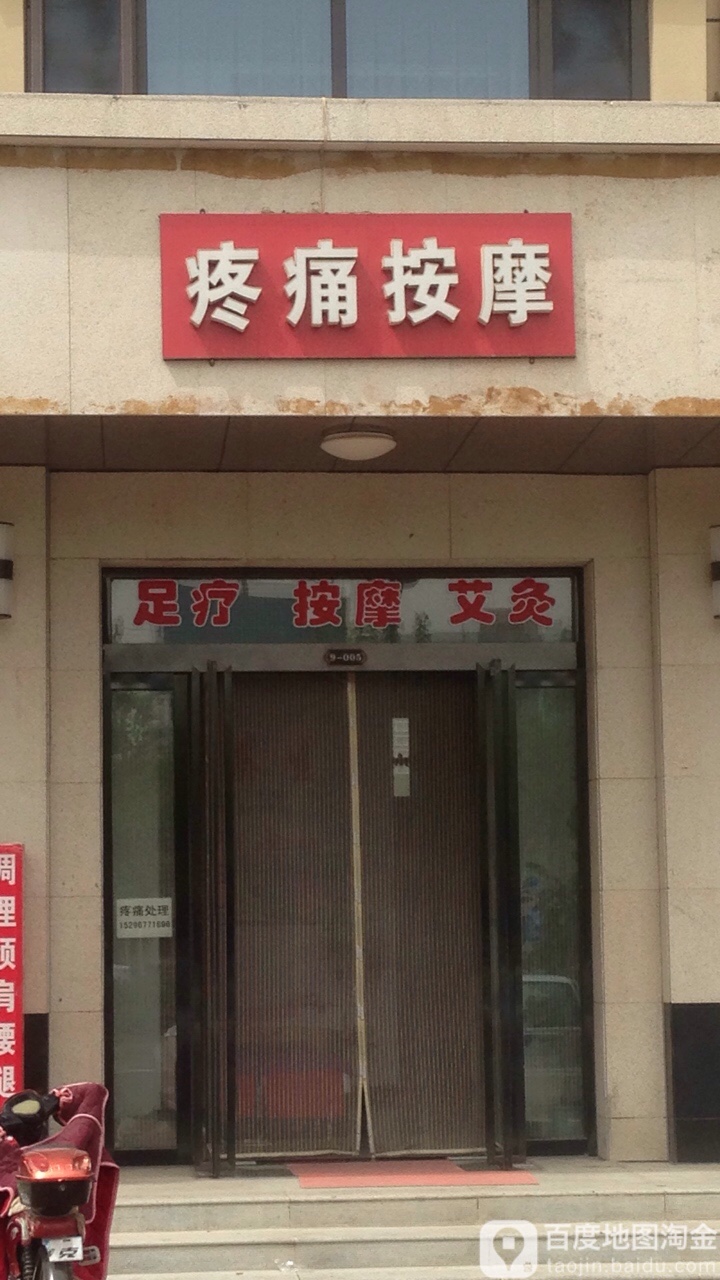 疼痛按摩
足疗 按摩 艾灸
9-005
疼痛处理
调理颈肩腰腿
百度地图淘金
taojin.baidu.com